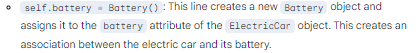 self.battery = Battery() : This line creates a new Battery object and
assigns it to the battery attribute of the ElectricCar object. This creates an
association between the electric car and its battery.